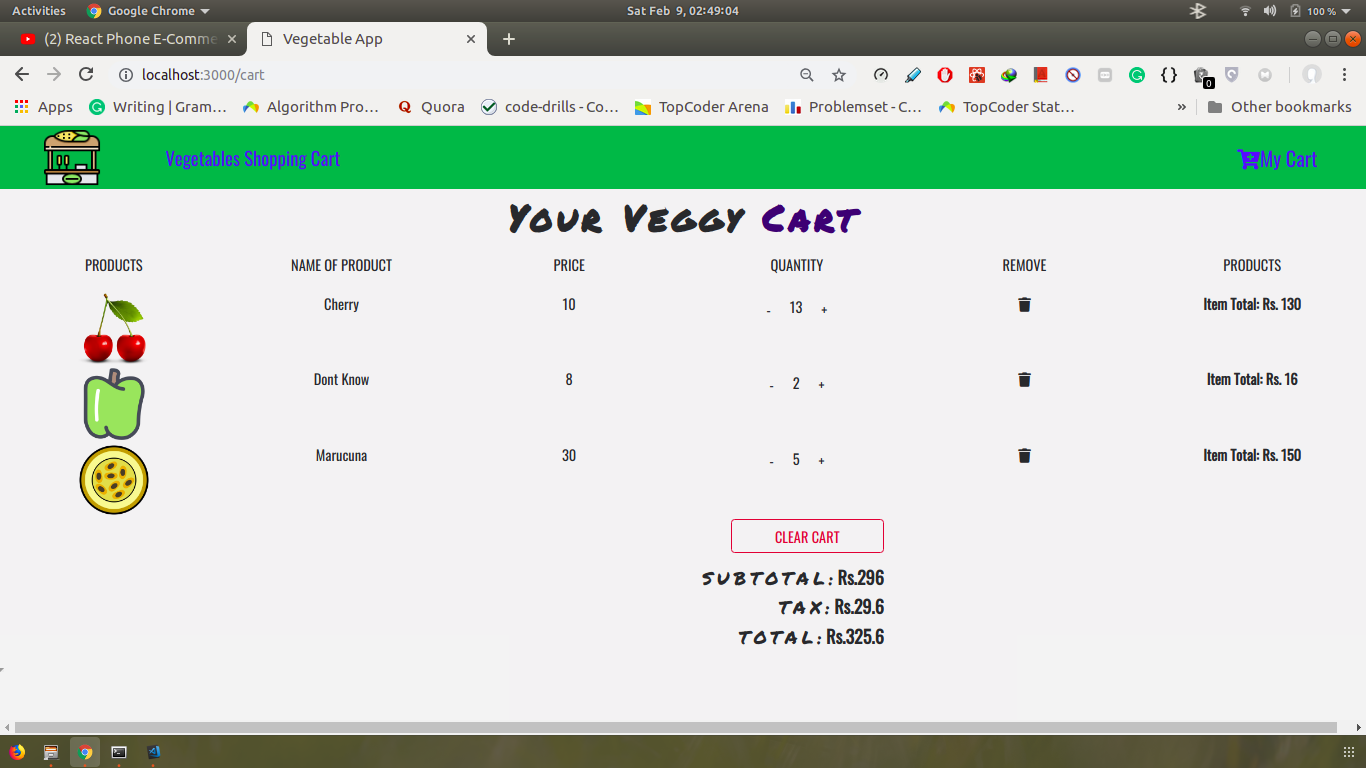 Activities Google Chrome Sat Feb 9, 02:49:04 100 %
(2) React Phone E-Comme Vegetable App
localhost:3000/cart 0
Apps Writing | Gram… Algorithm Pro… Quora code-drills - Co… TopCoder Arena Problemset - C… TopCoder Stat… » Other bookmarks
Vegetables Shopping Cart My Cart
Your Veggy Cart
PRODUCTS NAME OF PRODUCT PRICE QUANTITY REMOVE PRODUCTS
Cherry 10 - 13 + Item Total: Rs. 130
Dont Know 8 - 2 + Item Total: Rs. 16
Marucuna 30 - 5 + Item Total: Rs. 150
CLEAR CART
SUBTOTAL: Rs.296
TAX: Rs.29.6
TOTAL: Rs.325.6